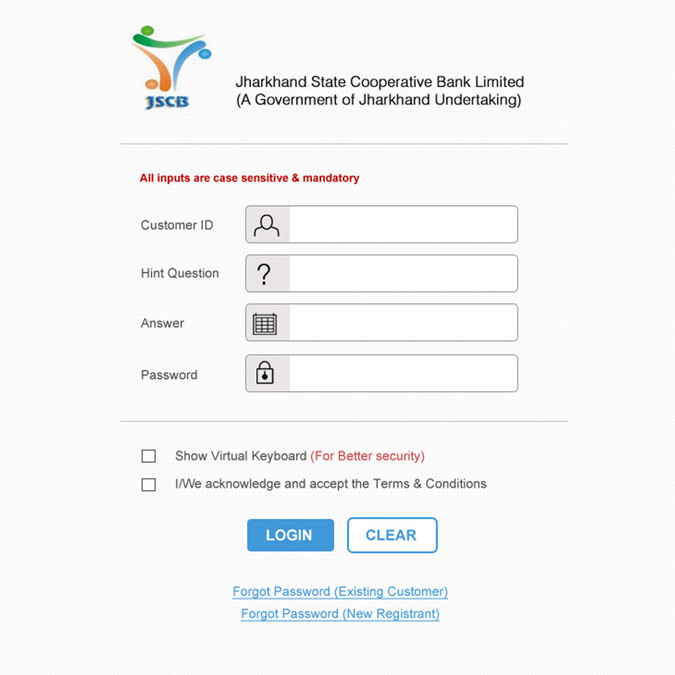 JSCB
Jharkhand State Cooperative Bank Limited
(A Government of Jharkhand Undertaking)
All inputs are case sensitive & mandatory
Customer ID
Hint Question
?
Answer
Password
Show Virtual Keyboard (For Better security)
I/We acknowledge and accept the Terms & Conditions
LOGIN
CLEAR
Forgot Password (Existing Customer)
Forgot Password (New Registrant)